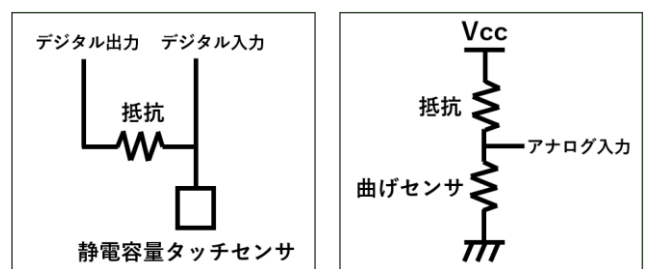 デジタル出力 デジタル入力
抵抗
静電容量タッチセンサ
Vcc
抵抗
アナログ入力
曲げセンサ